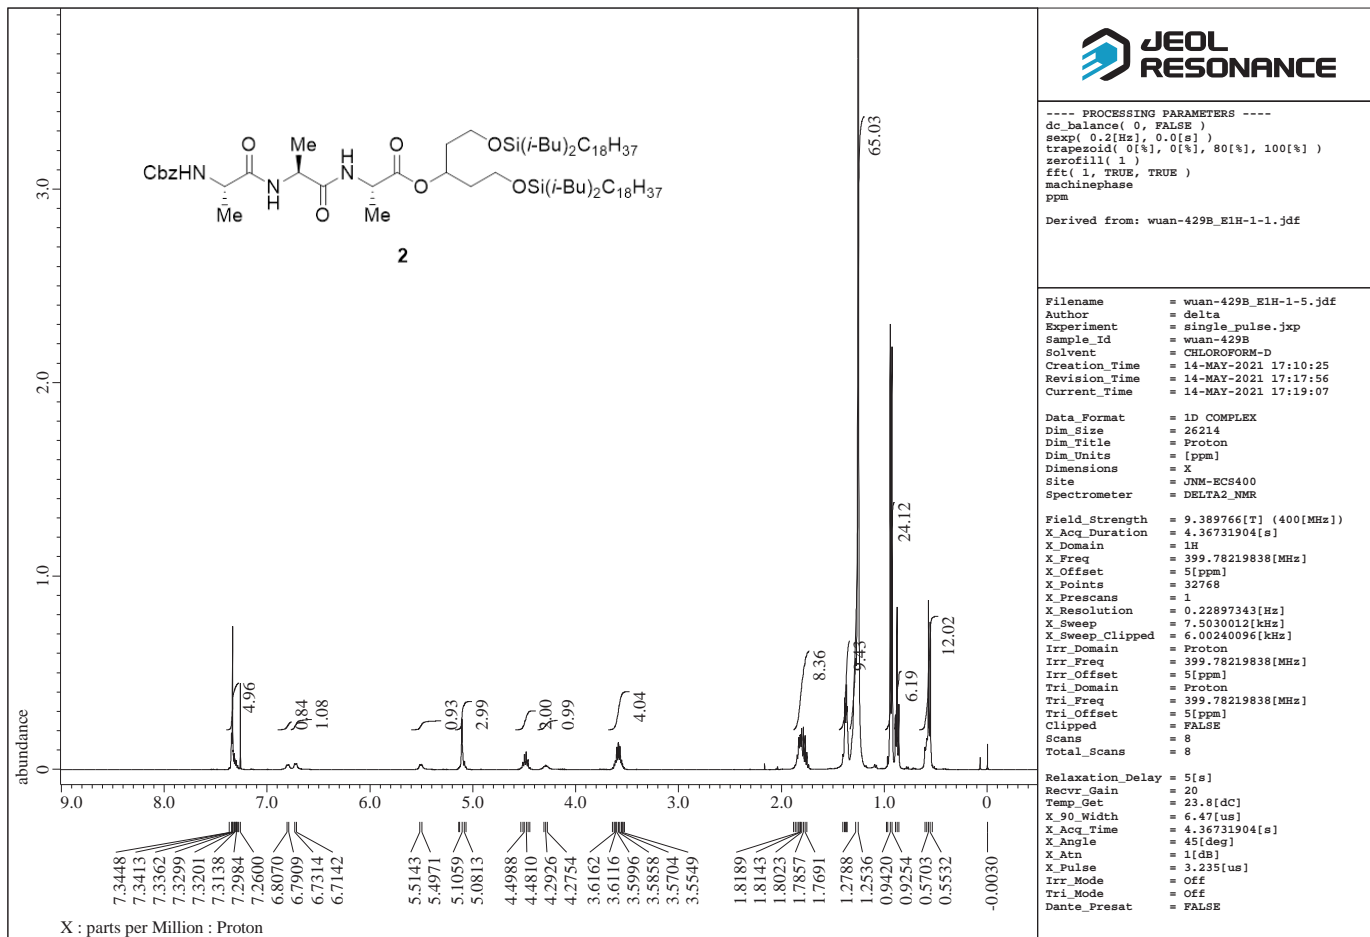 JEOL
RESONANCE
---- PROCESSING PARAMETERS ----
dc_balance( 0, FALSE )
sexp( 0.2[Hz], 0.0[s] )
trapezoid( 0[%], 0[%], 80[%], 100[%] )
zerofill( 1 )
fft( 1, TRUE, TRUE )
machinephase
ppm
Derived from: wuan-429B_E1H-1-1.jdf
Filename = wuan-429B_E1H-1-5.jdf
Author = delta
Experiment = single_pulse.jxp
Sample_Id = wuan-429B
Solvent = CHLOROFORM-D
Creation_Time = 14-MAY-2021 17:10:25
Revision_Time = 14-MAY-2021 17:17:56
Current_Time = 14-MAY-2021 17:19:07
Data_Format = 1D COMPLEX
Dim_Size = 26214
Dim_Title = Proton
Dim_Units = [ppm]
Dimensions = X
Site = JNM-ECS400
Spectrometer = DELTA2_NMR
Field_Strength = 9.389766[T] (400[MHz])
X_Acq_Duration = 4.36731904[s]
X_Domain = 1H
X_Freq = 399.78219838[MHz]
X_Offset = 5[ppm]
X_Points = 32768
X_Prescans = 1
X_Resolution = 0.22897343[Hz]
X_Sweep = 7.5030012[kHz]
X_Sweep_Clipped = 6.00240096[kHz]
Irr_Domain = Proton
Irr_Freq = 399.78219838[MHz]
Irr_Offset = 5[ppm]
Tri_Domain = Proton
Tri_Freq = 399.78219838[MHz]
Tri_Offset = 5[ppm]
Clipped = FALSE
Scans = 8
Total_Scans = 8
Relaxation_Delay = 5[s]
Recvr_Gain = 20
Temp_Get = 23.8[dC]
X_90_Width = 6.47[us]
X_Acq_Time = 4.36731904[s]
X_Angle = 45[deg]
X_Atn = 1[dB]
X_Pulse = 3.235[us]
Irr_Mode = Off
Tri_Mode = Off
Dante_Presat = FALSE
abundance
3.0
2.0
1.0
0
CbzHN
Me
O
N
H
Me
O
H
N
Me
O
O
OSi(i-Bu)2C18H37
OSi(i-Bu)2C18H37
2
4.96
0.84
1.08
0.93
2.99
2.00
0.99
4.04
8.36
9.43
65.03
24.12
6.19
12.02
9.0 8.0 7.0 6.0 5.0 4.0 3.0 2.0 1.0 0
7.3448
7.3413
7.3362
7.3299
7.3201
7.3138
7.2984
7.2600
6.8070
6.7909
6.7314
6.7142
5.5143
5.4971
5.1059
5.0813
4.4988
4.4810
4.2926
4.2754
3.6162
3.6116
3.5996
3.5858
3.5704
3.5549
1.8189
1.8143
1.8023
1.7857
1.7691
1.2788
1.2536
0.9420
0.9254
0.5703
0.5532
-0.0030
X : parts per Million : Proton